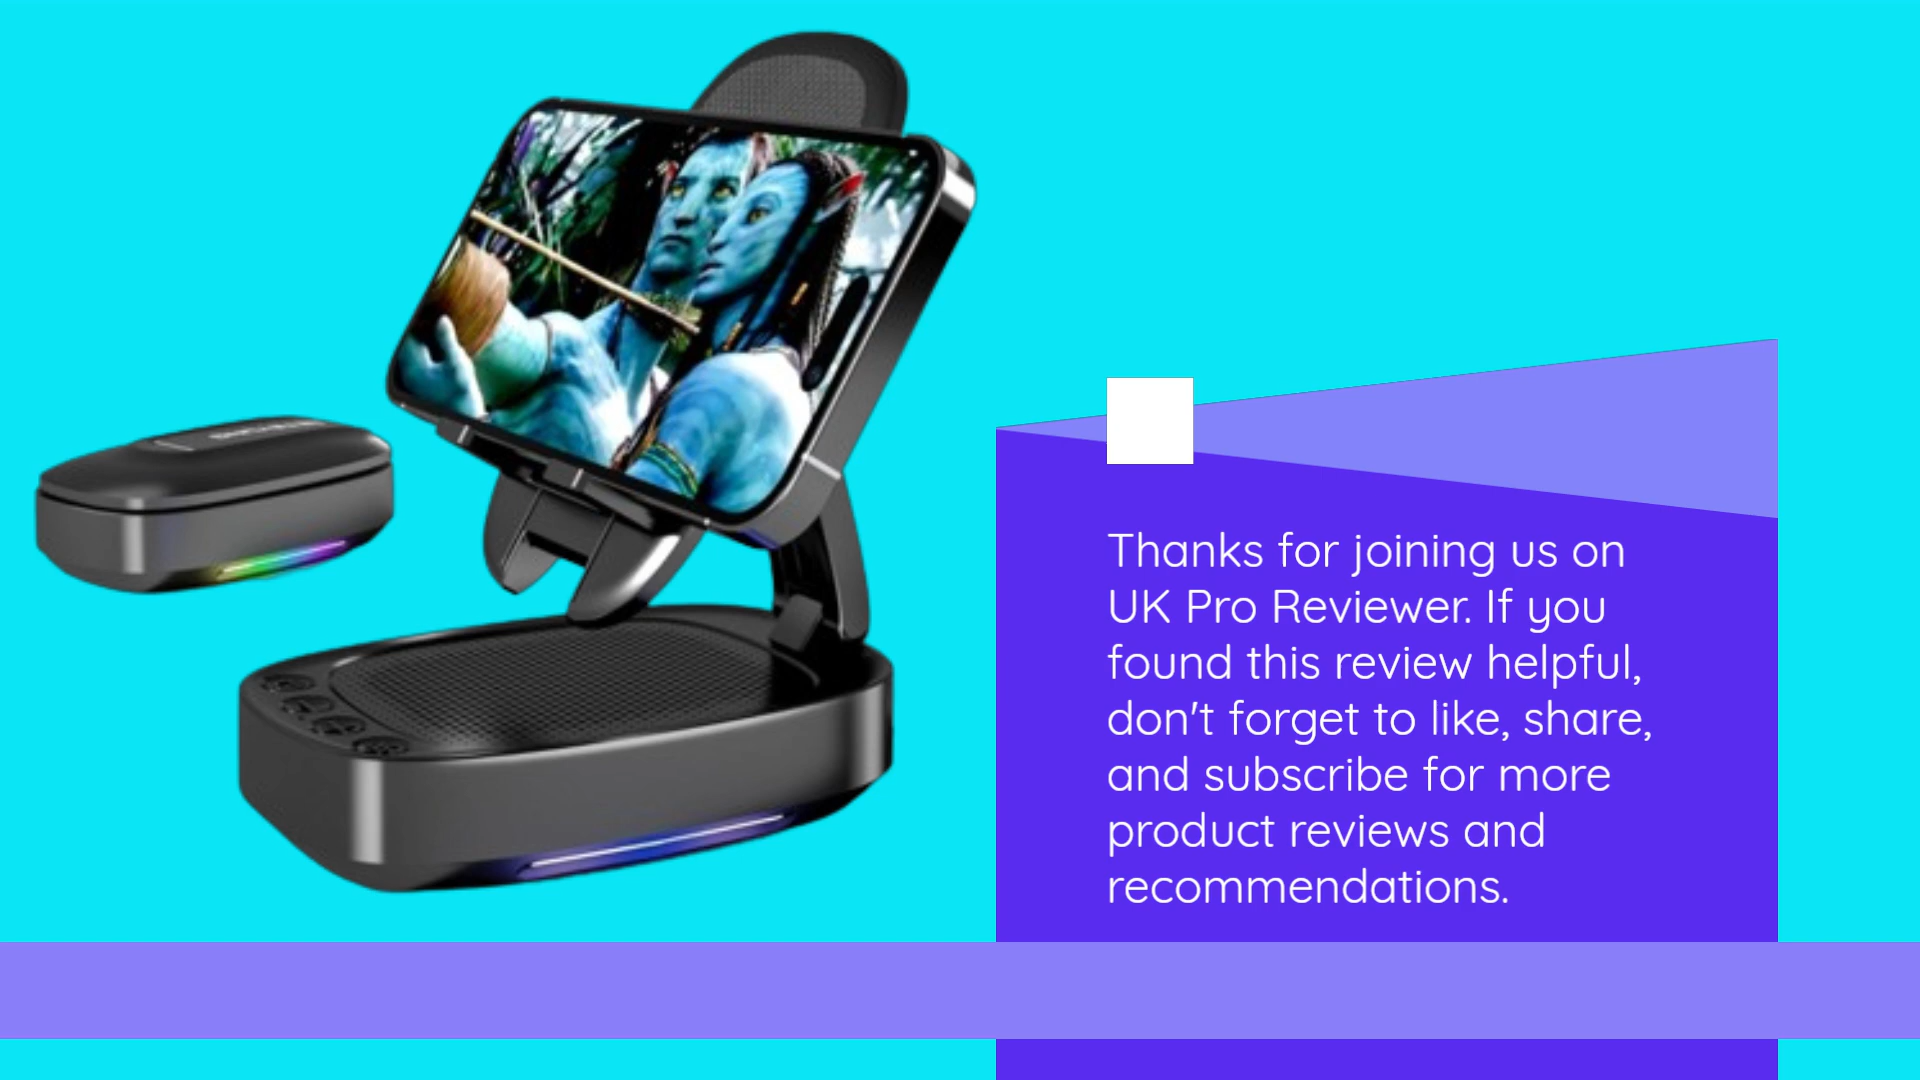 Thanks for joining us on
UK Pro Reviewer. If you
found this review helpful,
don't forget to like, share,
and subscribe for more
product reviews and
recommendations.